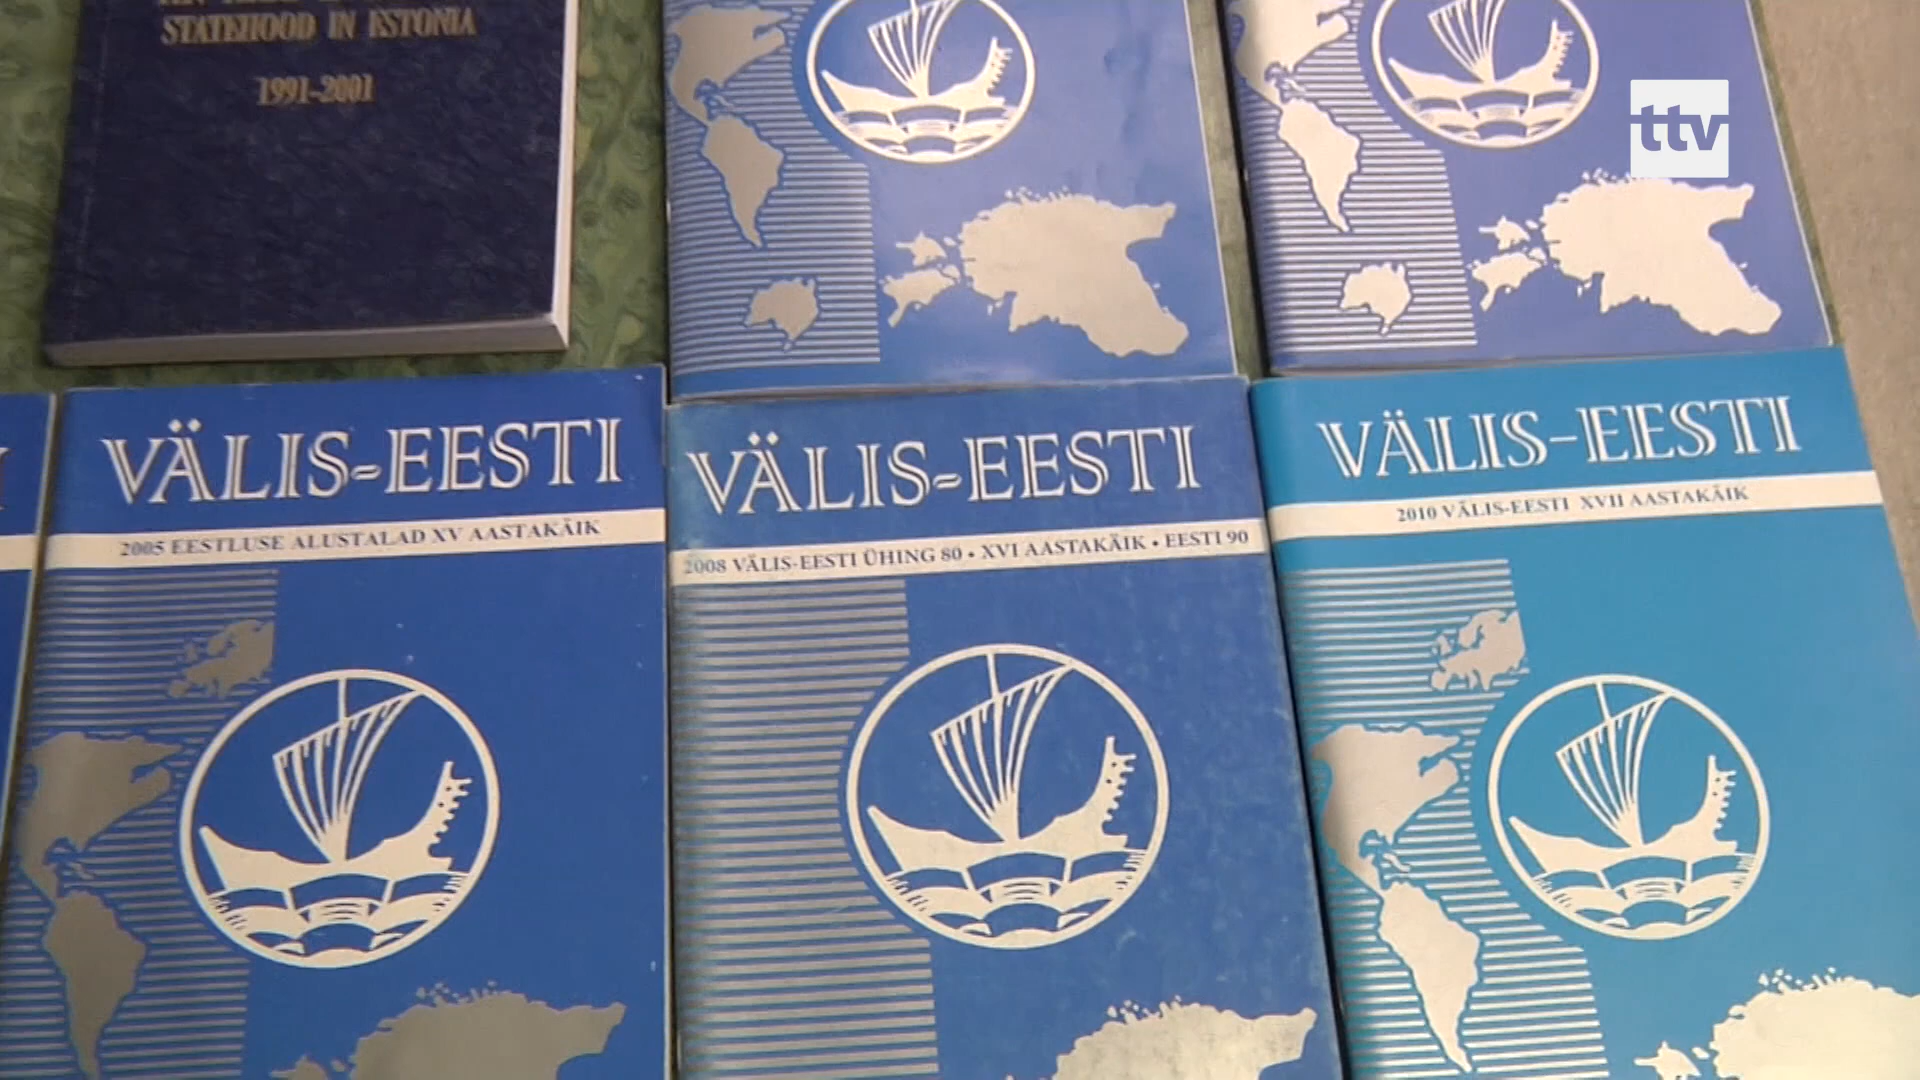 STATEHOOD IN ESTONIA
1991-2001
ttv
VÄLIS-EESTI
2005 EESTLUSE ALUSTALAD XV AASTAKÄIK
VÄLIS-EESTI
2008 VÄLIS-EESTI ÜHING 80 • XVI AASTAKÄIK • EESTI 90
VÄLIS-EESTI
2010 VÄLIS-EESTI XVII AASTAKÄIK